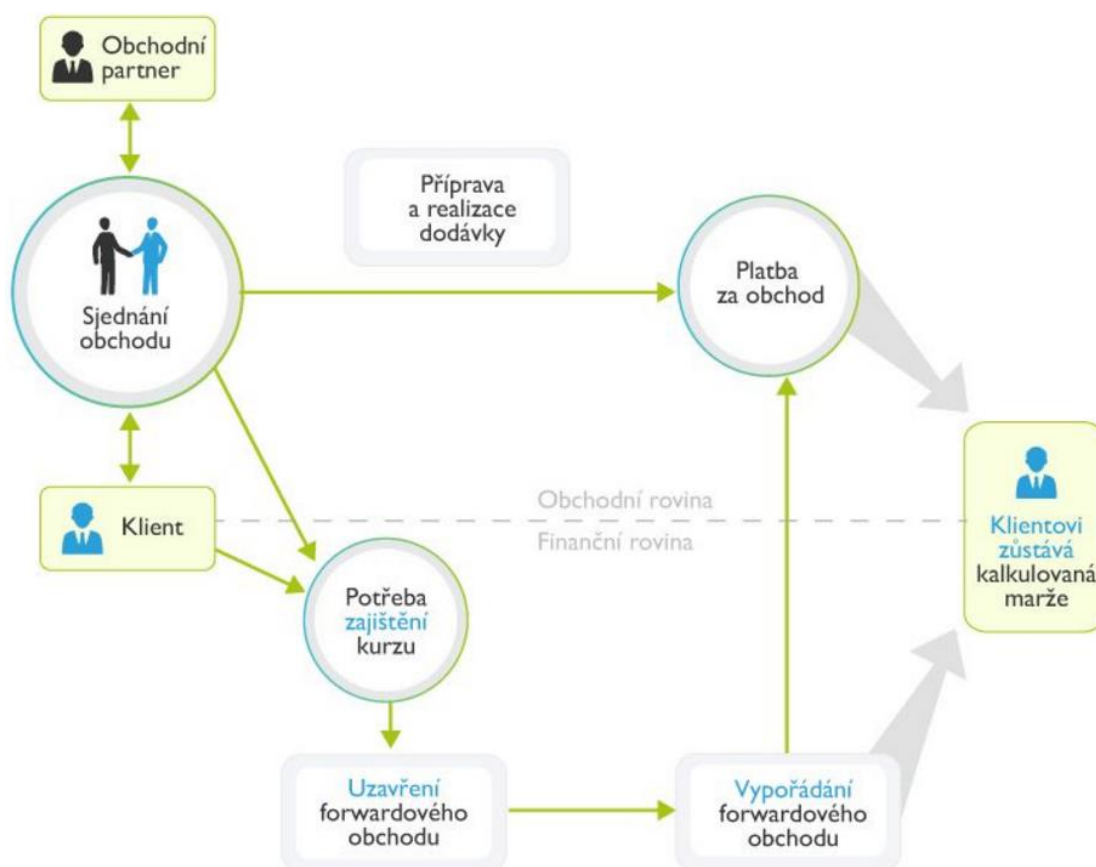 Obchodní
partner
Příprava
a realizace
dodávky
Sjednání
obchodu
Platba
za obchod
Klient
Obchodní rovina
Finanční rovina
Klientovi
zůstává
kalkulovaná
marže
Potřeba
zajištění
kurzu
Uzavření
forwardového
obchodu
Vypořádání
forwardového
obchodu